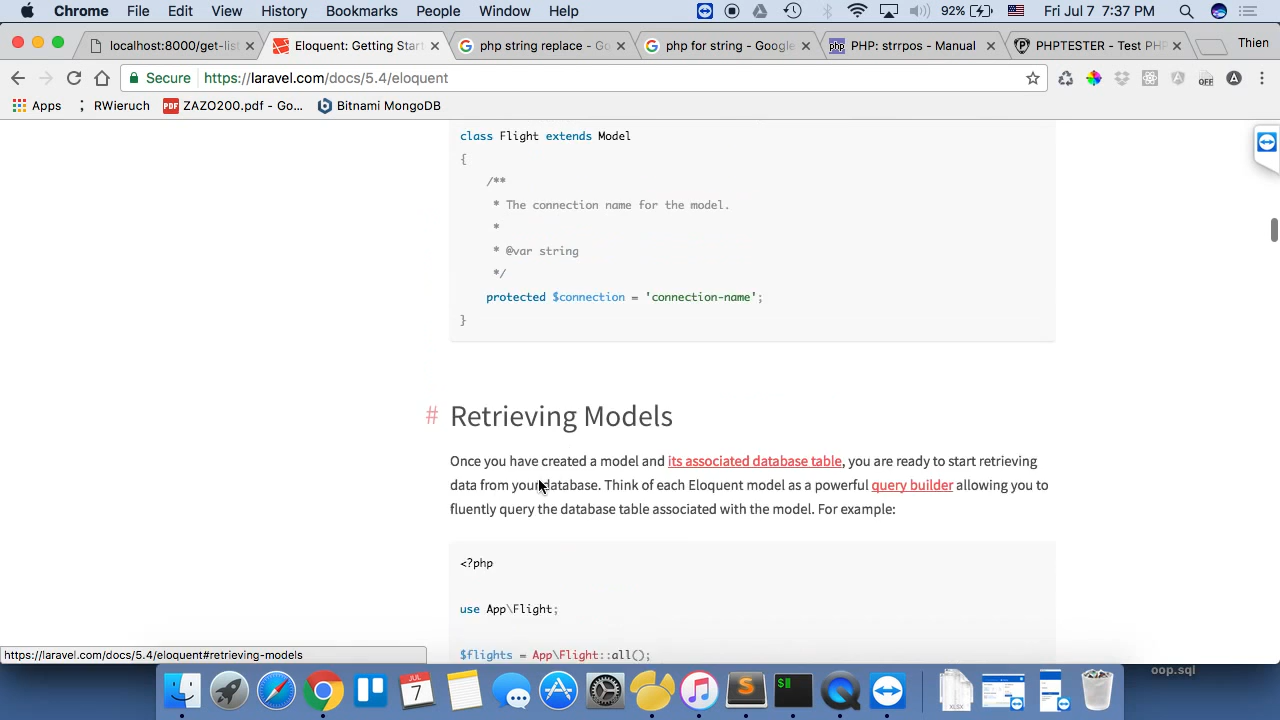 Chrome File Edit View History Bookmarks People Window Help 92% Fri Jul 7 7:37 PM
localhost:8000/get-list Eloquent: Getting Start php string replace - Go php for string - Google PHP: strrpos - Manual PHPTESTER - Test PHP Thien
Secure https://laravel.com/docs/5.4/eloquent OFF
Apps RWieruch ZAZO200.pdf - Go... Bitnami MongoDB
class Flight extends Model
{
/**
* The connection name for the model.
*
* @var string
*/
protected $connection = 'connection-name';
}
# Retrieving Models
Once you have created a model and its associated database table, you are ready to start retrieving
data from your database. Think of each Eloquent model as a powerful query builder allowing you to
fluently query the database table associated with the model. For example:
<?php
use App\Flight;
$flights = App\Flight::all();
https://laravel.com/docs/5.4/eloquent#retrieving-models
oop.sql